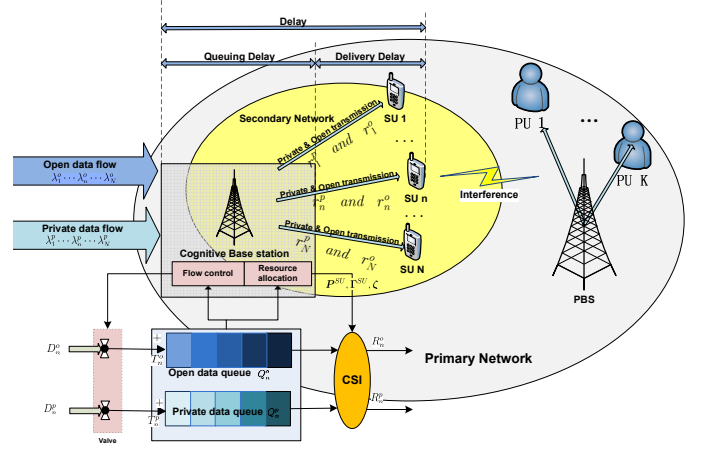 Delay
Queuing Delay
Delivery Delay
Secondary Network
SU 1
Private & Open transmission
r_1^p and r_1^o
...
PU 1
...
PU K
Open data flow
λ_1^o ⋯ λ_n^o ⋯ λ_N^o
Private & Open transmission
r_n^p and r_n^o
SU n
Interference
...
Private data flow
λ_1^p ⋯ λ_n^p ⋯ λ_N^p
Private & Open transmission
r_N^p and r_N^o
SU N
Cognitive Base station
Flow control
Resource allocation
P^SU, Γ^SU, ζ
PBS
D_n^o
+
T_n^o
Open data queue Q_n^o
CSI
R_n^o
Primary Network
D_n^p
+
T_n^p
Private data queue Q_n^p
R_n^p
Valve